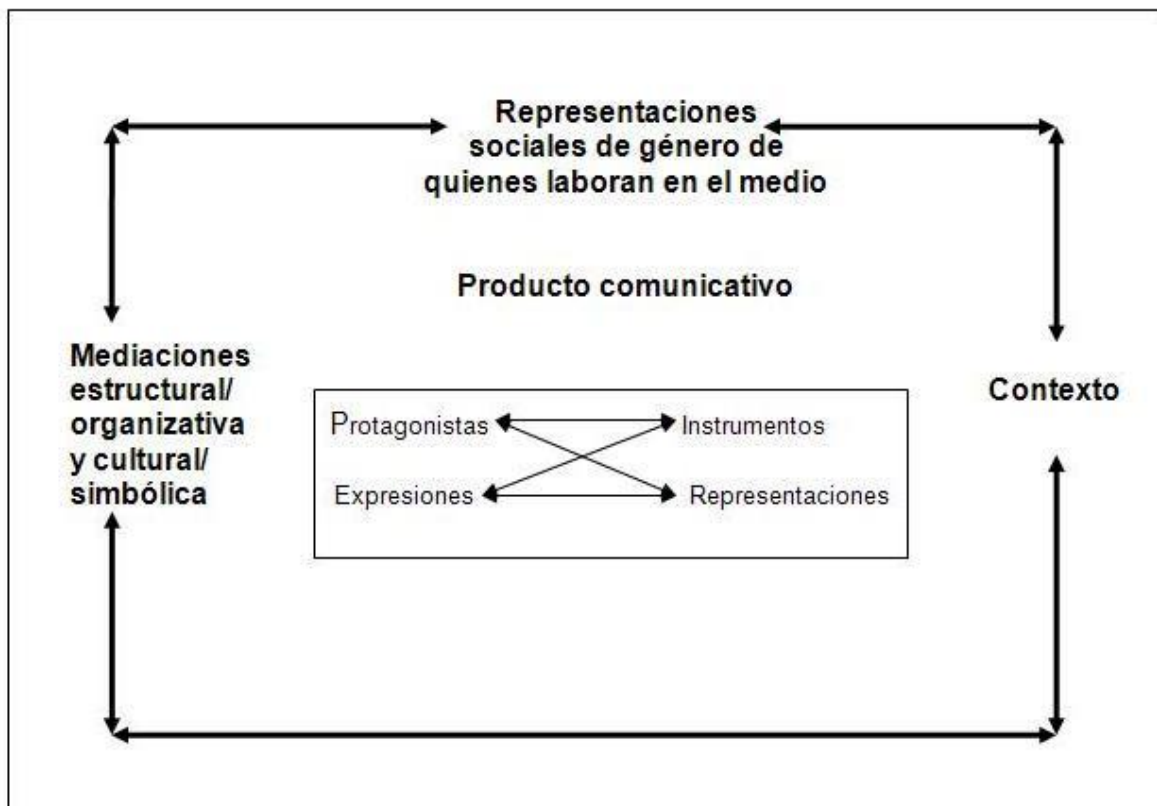 Representaciones
sociales de género de
quienes laboran en el medio
Producto comunicativo
Mediaciones
estructural/
organizativa
y cultural/
simbólica
Contexto
Protagonistas
Instrumentos
Expresiones
Representaciones